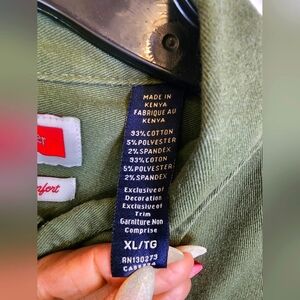 MADE IN
KENYA
FABRIQUE AU
KENYA
93% COTTON
5% POLYESTER
2% SPANDEX
93% COTON
5% POLYESTER
2% SPANDEX
Exclusive of
Decoration
Exclusive of
Trim
Garniture Non
Comprise
XL/TG
RN130273